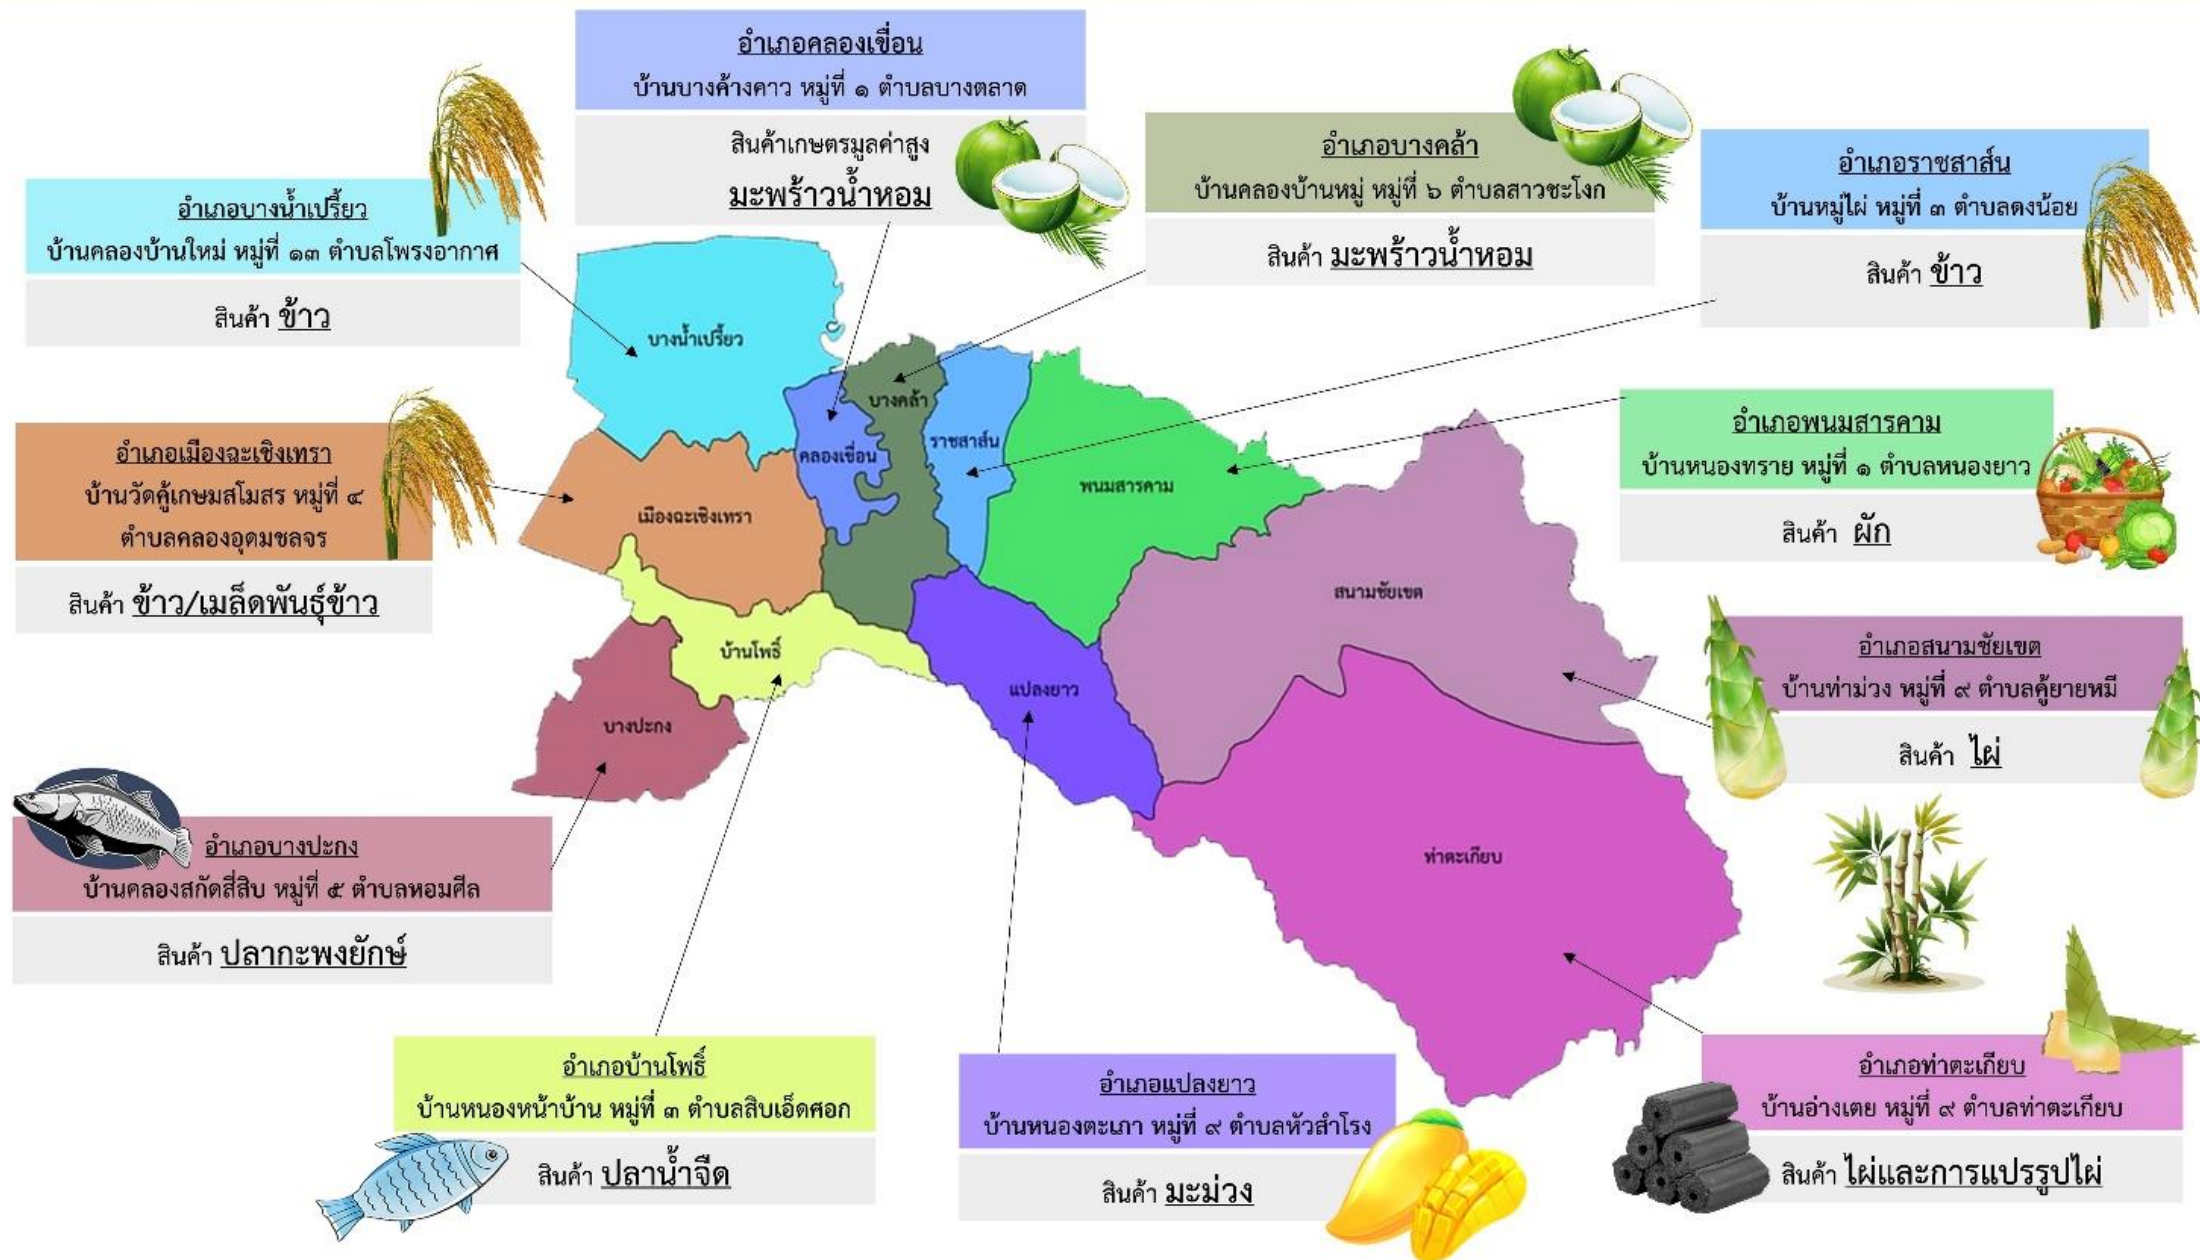 อำเภอคลองเขื่อน
บ้านบางค้างคาว หมู่ที่ ๑ ตำบลบางตลาด
สินค้าเกษตรมูลค่าสูง
มะพร้าวน้ำหอม
อำเภอบางคล้า
บ้านคลองบ้านหมู่ หมู่ที่ ๖ ตำบลสาวชะโงก
สินค้า มะพร้าวน้ำหอม
อำเภอราชสาส์น
บ้านหมู่ไผ่ หมู่ที่ ๓ ตำบลดงน้อย
สินค้า ข้าว
อำเภอบางน้ำเปรี้ยว
บ้านคลองบ้านใหม่ หมู่ที่ ๑๓ ตำบลโพรงอากาศ
สินค้า ข้าว
อำเภอเมืองฉะเชิงเทรา
บ้านวัดคู้เกษมสโมสร หมู่ที่ ๔
ตำบลคลองอุดมชลจร
สินค้า ข้าว/เมล็ดพันธุ์ข้าว
อำเภอพนมสารคาม
บ้านหนองทราย หมู่ที่ ๑ ตำบลหนองยาว
สินค้า ผัก
บางน้ำเปรี้ยว
บางคล้า
ราชสาส์น
คลองเขื่อน
พนมสารคาม
เมืองฉะเชิงเทรา
สนามชัยเขต
บ้านโพธิ์
แปลงยาว
บางปะกง
ท่าตะเกียบ
อำเภอสนามชัยเขต
บ้านท่าม่วง หมู่ที่ ๙ ตำบลคู้ยายหมี
สินค้า ไผ่
อำเภอบางปะกง
บ้านคลองสกัดสี่สิบ หมู่ที่ ๕ ตำบลหอมศีล
สินค้า ปลากะพงยักษ์
อำเภอบ้านโพธิ์
บ้านหนองหน้าบ้าน หมู่ที่ ๓ ตำบลสิบเอ็ดศอก
สินค้า ปลาน้ำจืด
อำเภอแปลงยาว
บ้านหนองตะเภา หมู่ที่ ๙ ตำบลหัวสำโรง
สินค้า มะม่วง
อำเภอท่าตะเกียบ
บ้านอ่างเตย หมู่ที่ ๙ ตำบลท่าตะเกียบ
สินค้า ไผ่และการแปรรูปไผ่